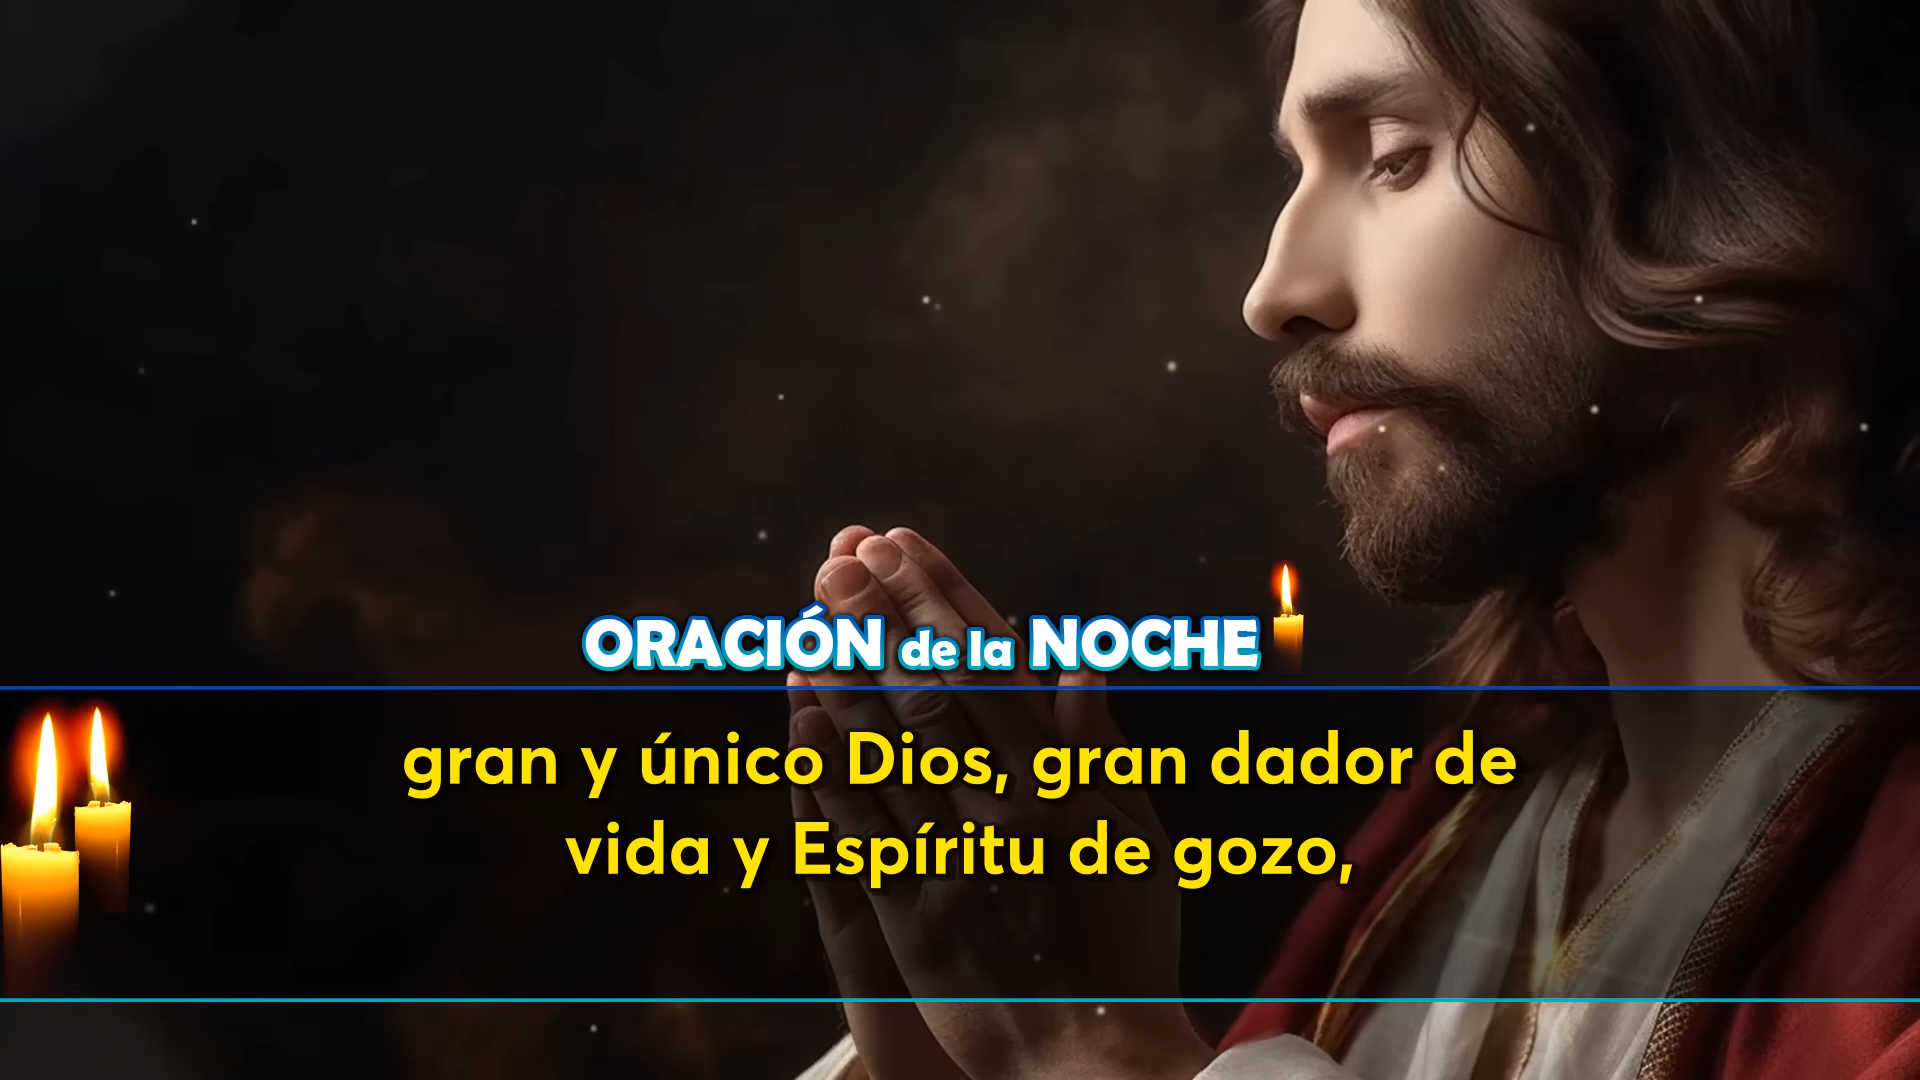 ORACIÓN de la NOCHE
gran y único Dios, gran dador de
vida y Espíritu de gozo,